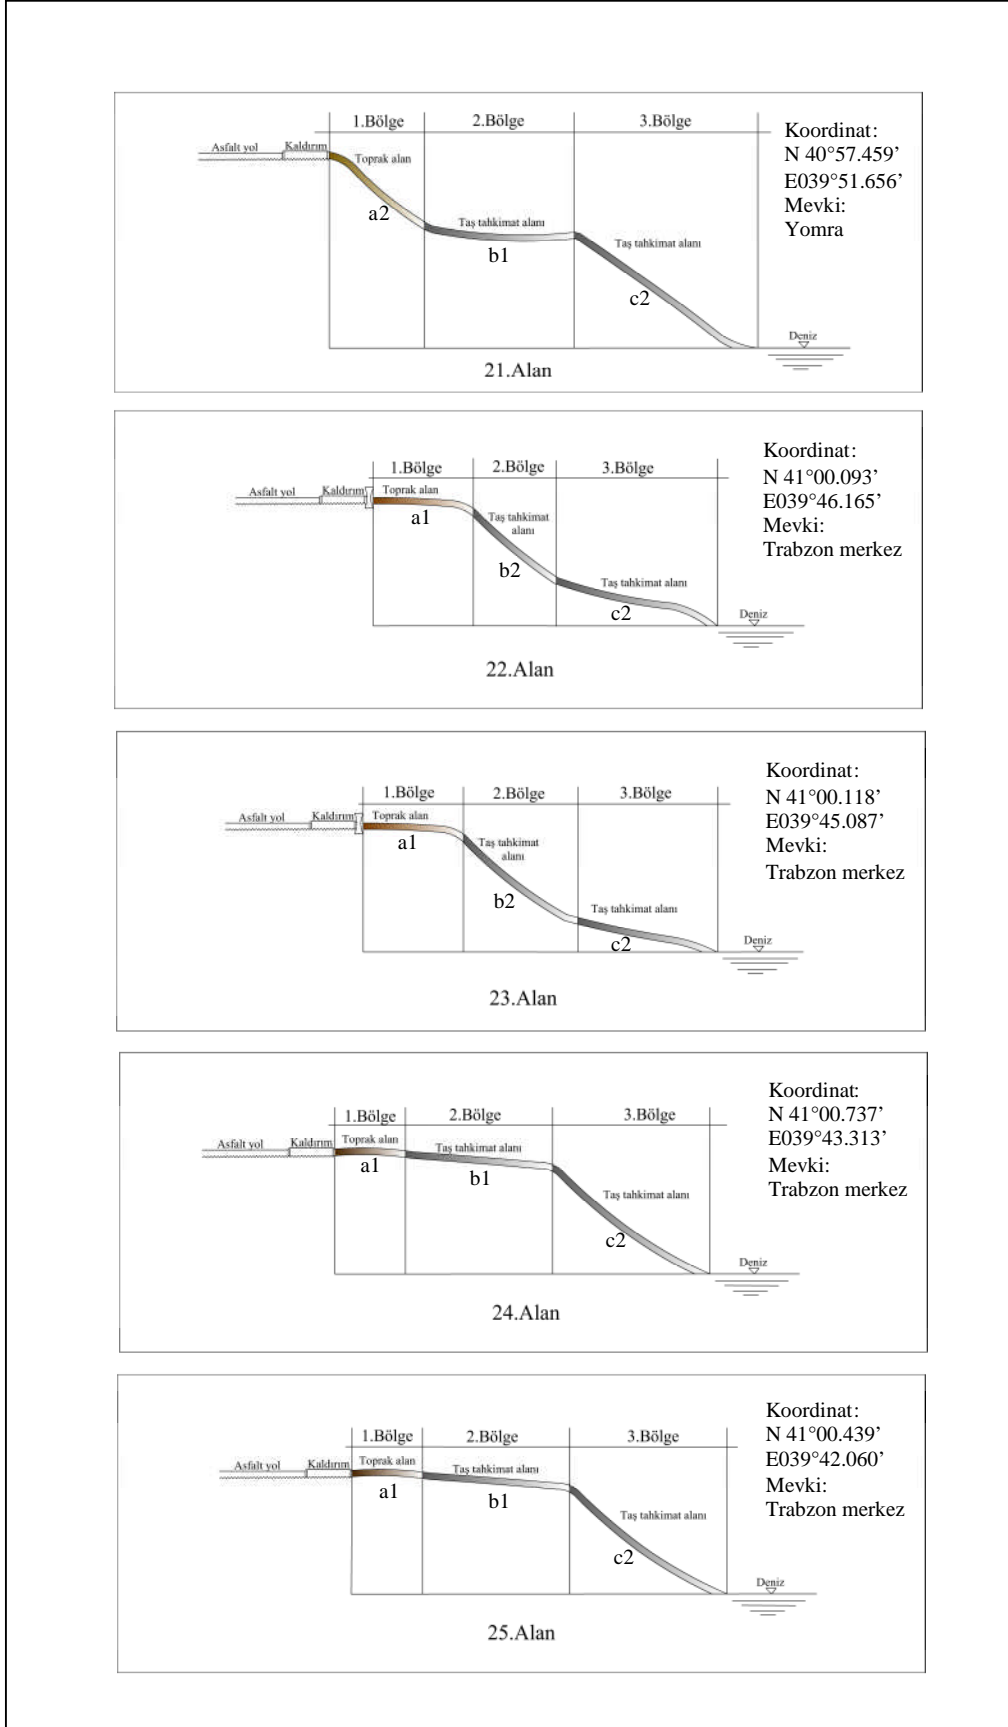 1.Bölge 2.Bölge 3.Bölge
Asfalt yol Kaldırım Toprak alan
a2
Taş tahkimat alanı
b1
Taş tahkimat alanı
c2
Deniz
21.Alan
Koordinat:
N 40°57.459’
E039°51.656’
Mevki:
Yomra
1.Bölge 2.Bölge 3.Bölge
Asfalt yol Kaldırım Toprak alan
a1
Taş tahkimat
alanı
b2
Taş tahkimat alanı
c2
Deniz
22.Alan
Koordinat:
N 41°00.093’
E039°46.165’
Mevki:
Trabzon merkez
1.Bölge 2.Bölge 3.Bölge
Asfalt yol Kaldırım Toprak alan
a1
Taş tahkimat
alanı
b2
Taş tahkimat alanı
c2
Deniz
23.Alan
Koordinat:
N 41°00.118’
E039°45.087’
Mevki:
Trabzon merkez
1.Bölge 2.Bölge 3.Bölge
Asfalt yol Kaldırım Toprak alan
a1
Taş tahkimat alanı
b1
Taş tahkimat alanı
c2
Deniz
24.Alan
Koordinat:
N 41°00.737’
E039°43.313’
Mevki:
Trabzon merkez
1.Bölge 2.Bölge 3.Bölge
Asfalt yol Kaldırım Toprak alan
a1
Taş tahkimat alanı
b1
Taş tahkimat alanı
c2
Deniz
25.Alan
Koordinat:
N 41°00.439’
E039°42.060’
Mevki:
Trabzon merkez